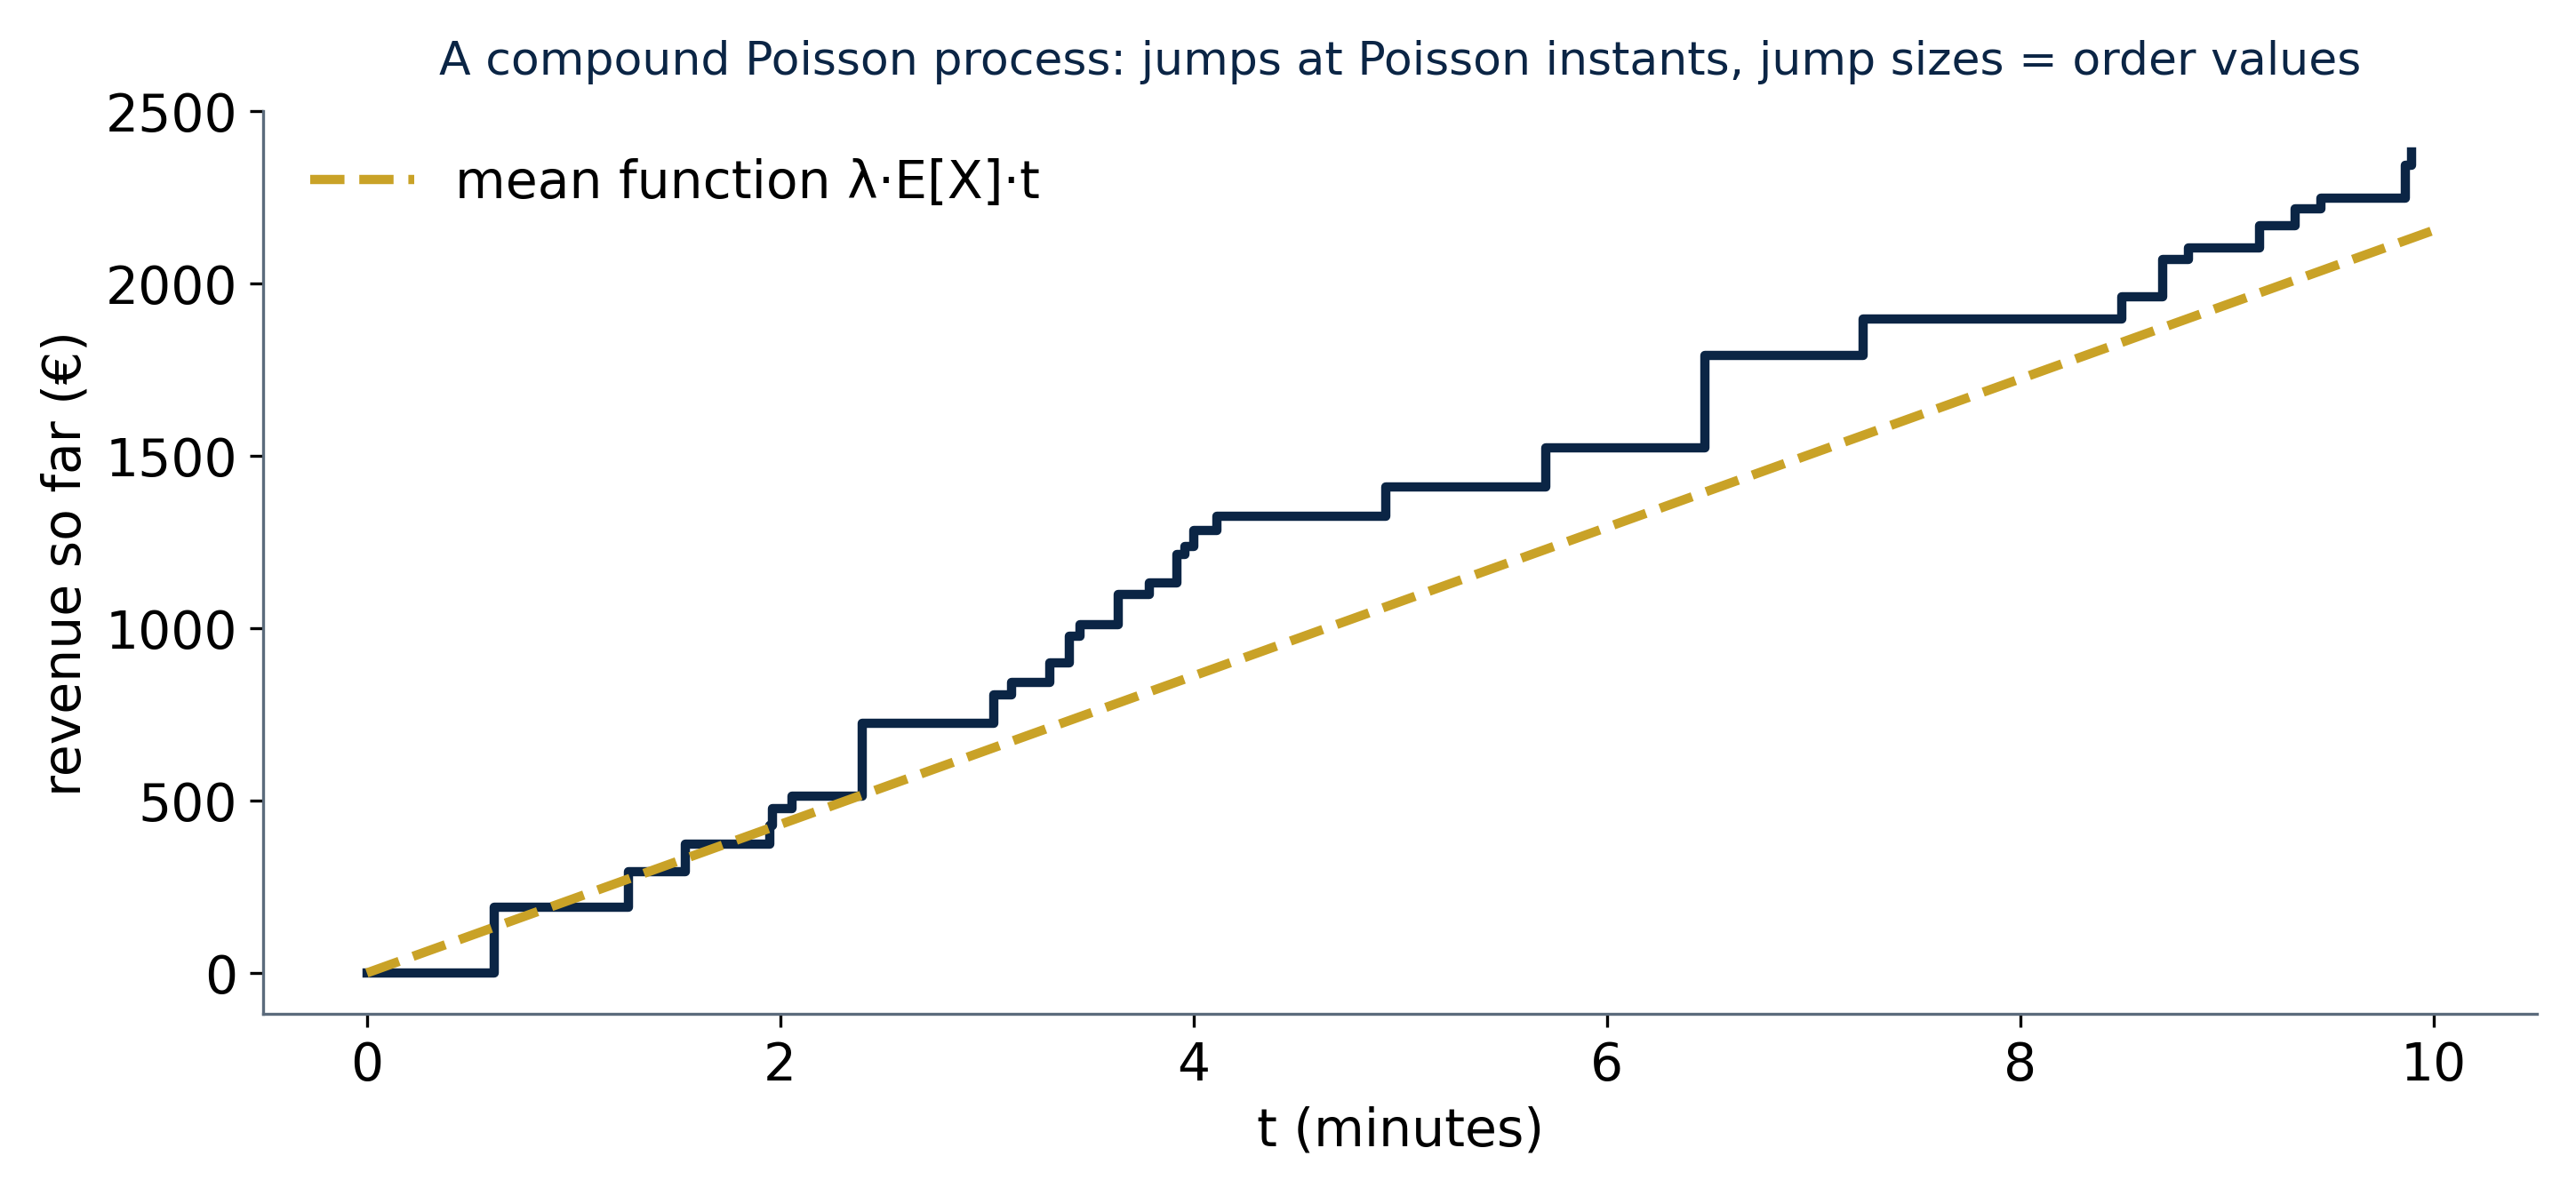 A compound Poisson process: jumps at Poisson instants, jump sizes = order values
mean function λ·E[X]·t
revenue so far (€)
2500
2000
1500
1000
500
0
0 2 4 6 8 10
t (minutes)